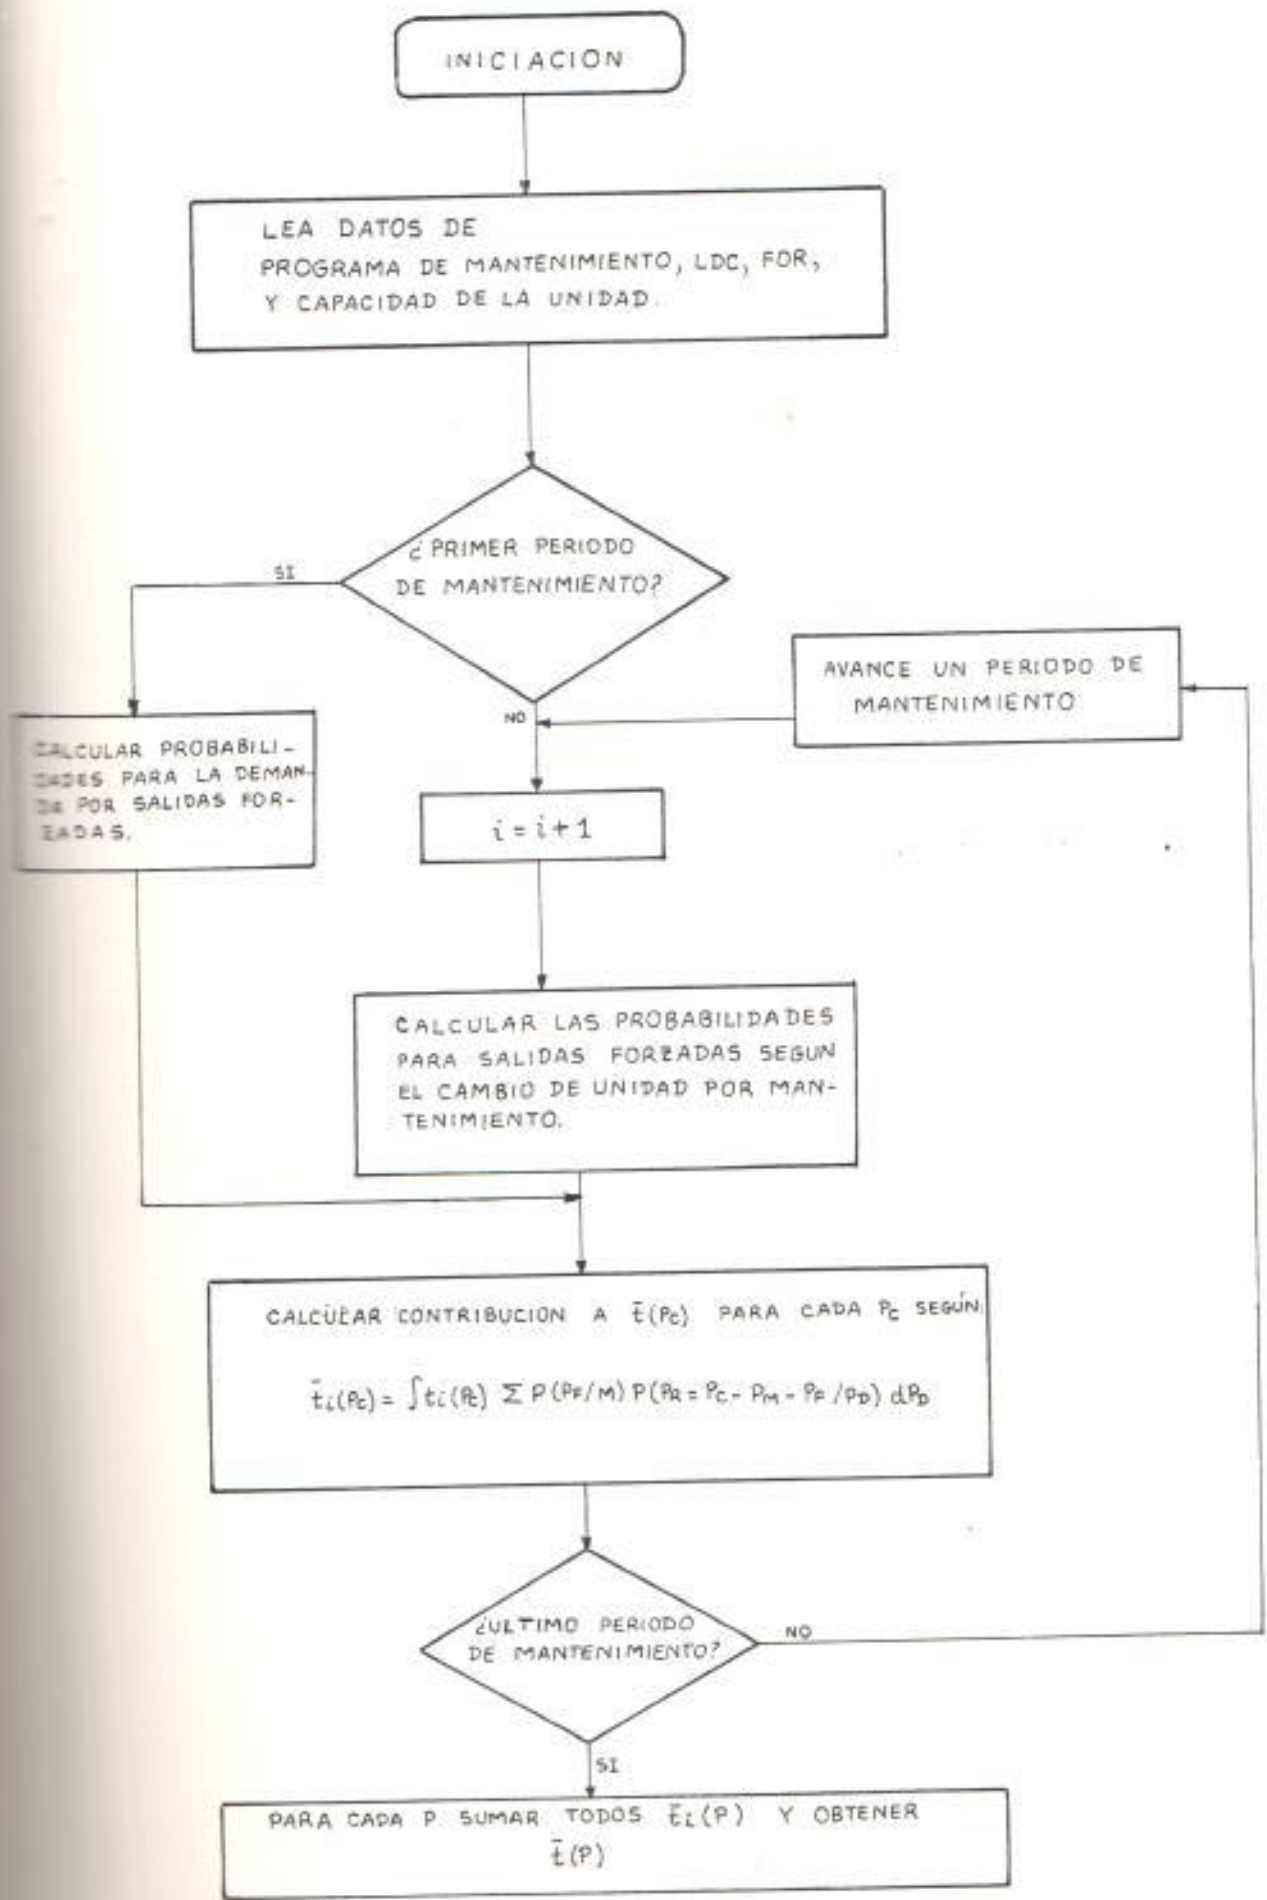 INICIACION
LEA DATOS DE
PROGRAMA DE MANTENIMIENTO, LDC, FOR,
Y CAPACIDAD DE LA UNIDAD.
¿PRIMER PERIODO
DE MANTENIMIENTO?
SI
AVANCE UN PERIODO DE
MANTENIMIENTO
NO
CALCULAR PROBABILI-
DADES PARA LA DEMAN-
DA POR SALIDAS FOR-
ZADAS.
i = i + 1
CALCULAR LAS PROBABILIDADES
PARA SALIDAS FORZADAS SEGUN
EL CAMBIO DE UNIDAD POR MAN-
TENIMIENTO.
CALCULAR CONTRIBUCION A t̄(Pc) PARA CADA Pc SEGÚN:
t̄i(Pc) = ∫ti(Pc) Σ P(PF/M) P(PR = Pc - PM - PF/PD) dPD
¿ULTIMO PERIODO
DE MANTENIMIENTO?
NO
SI
PARA CADA P SUMAR TODOS t̄i(P) Y OBTENER
t̄(P)